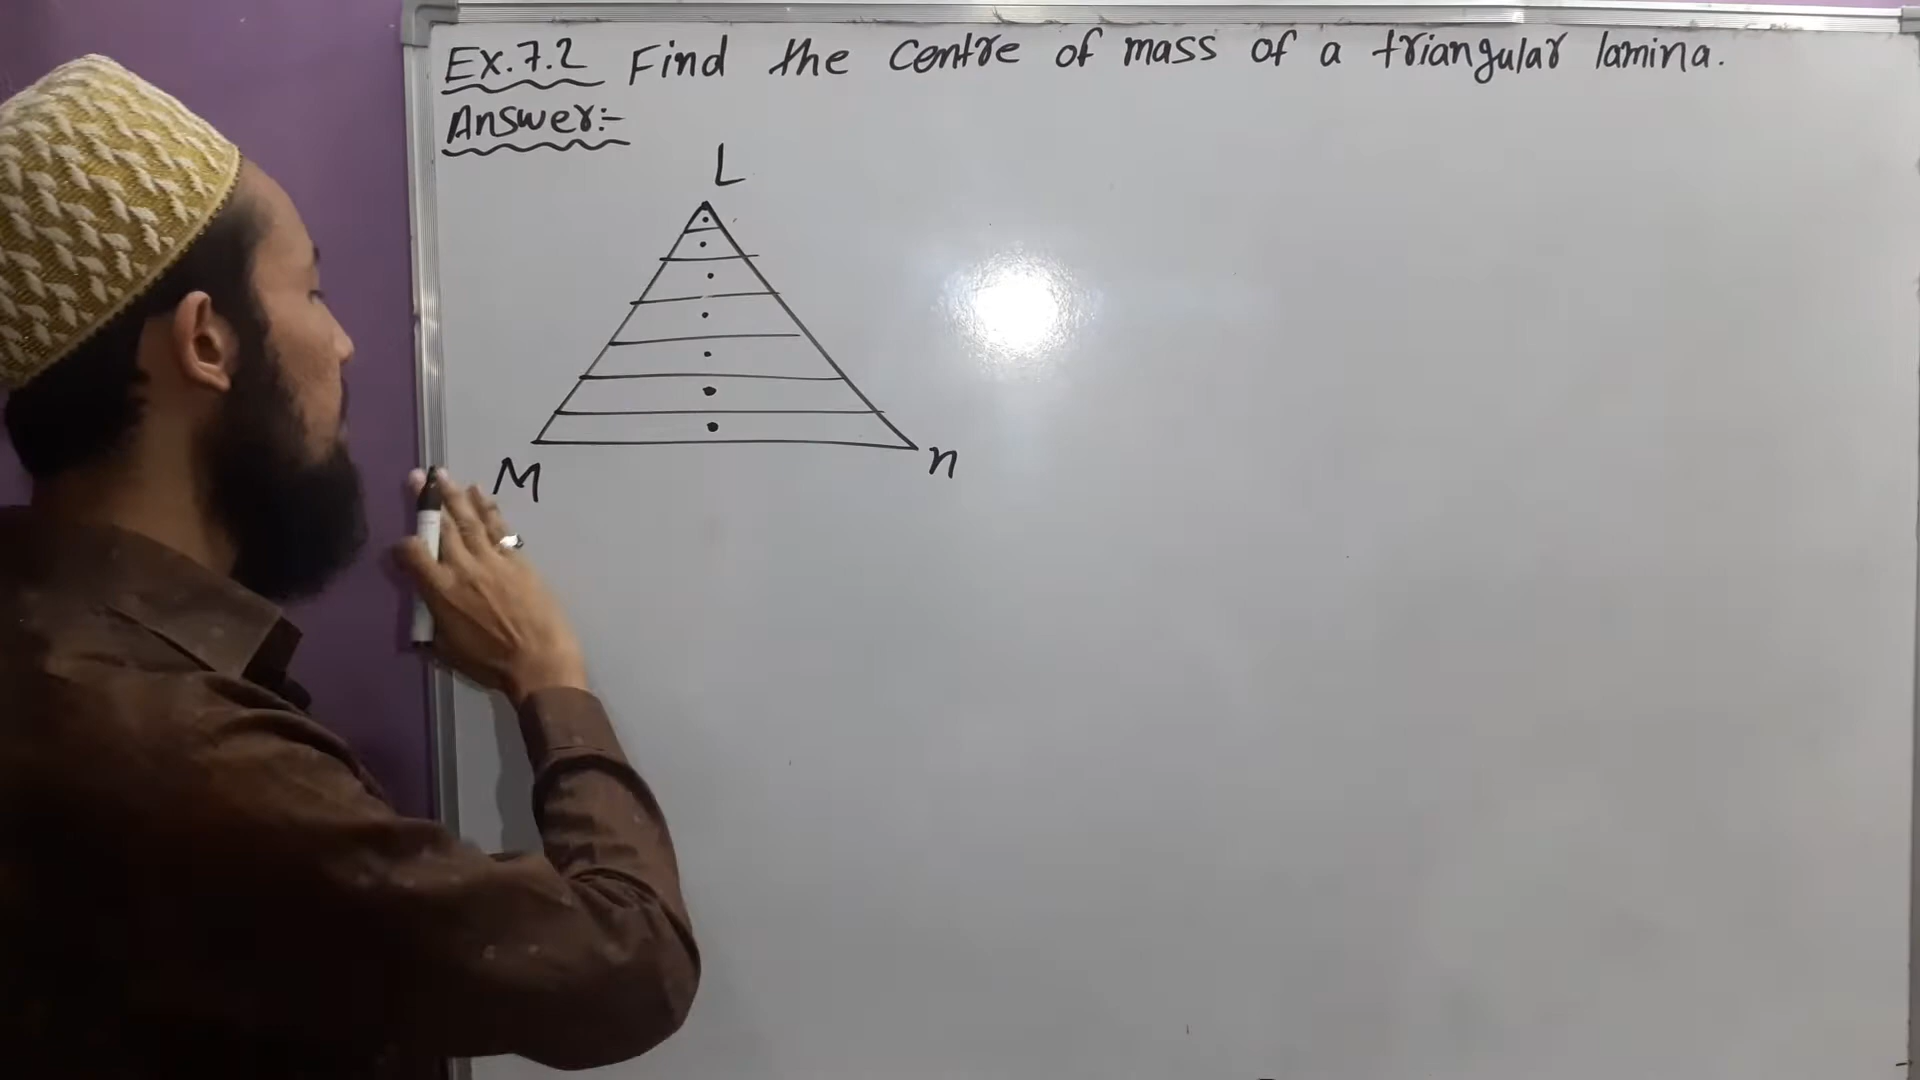 Ex.7.2 Find the Centre of mass of a triangular lamina.
Answer:-
L
M
n